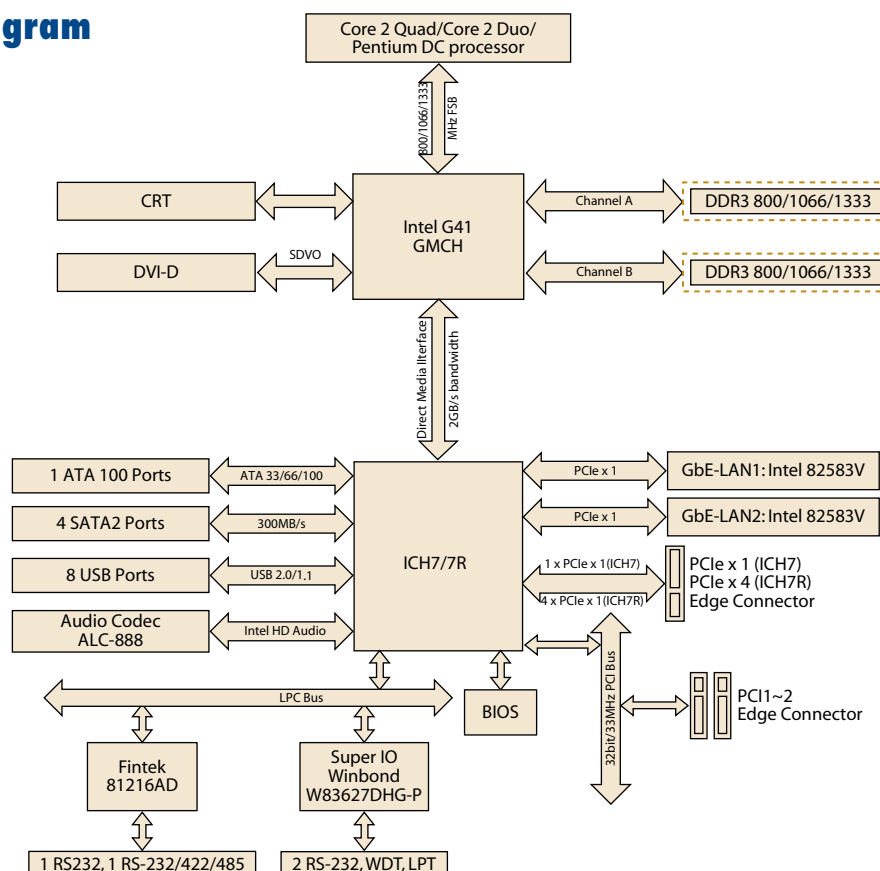 gram
Core 2 Quad/Core 2 Duo/
Pentium DC processor
800/1066/1333
MHz FSB
CRT
Intel G41
GMCH
Channel A
DDR3 800/1066/1333
DVI-D
SDVO
Channel B
DDR3 800/1066/1333
Direct Media IIterface
2GB/s bandwidth
1 ATA 100 Ports
ATA 33/66/100
ICH7/7R
PCIe x 1
GbE-LAN1: Intel 82583V
4 SATA2 Ports
300MB/s
PCIe x 1
GbE-LAN2: Intel 82583V
8 USB Ports
USB 2.0/1.1
1 x PCIe x 1(ICH7)
4 x PCIe x 1(ICH7R)
PCIe x 1 (ICH7)
PCIe x 4 (ICH7R)
Edge Connector
Audio Codec
ALC-888
Intel HD Audio
LPC Bus
BIOS
32bit/33MHz PCI Bus
PCI1~2
Edge Connector
Fintek
81216AD
Super IO
Winbond
W83627DHG-P
1 RS232, 1 RS-232/422/485
2 RS-232, WDT, LPT